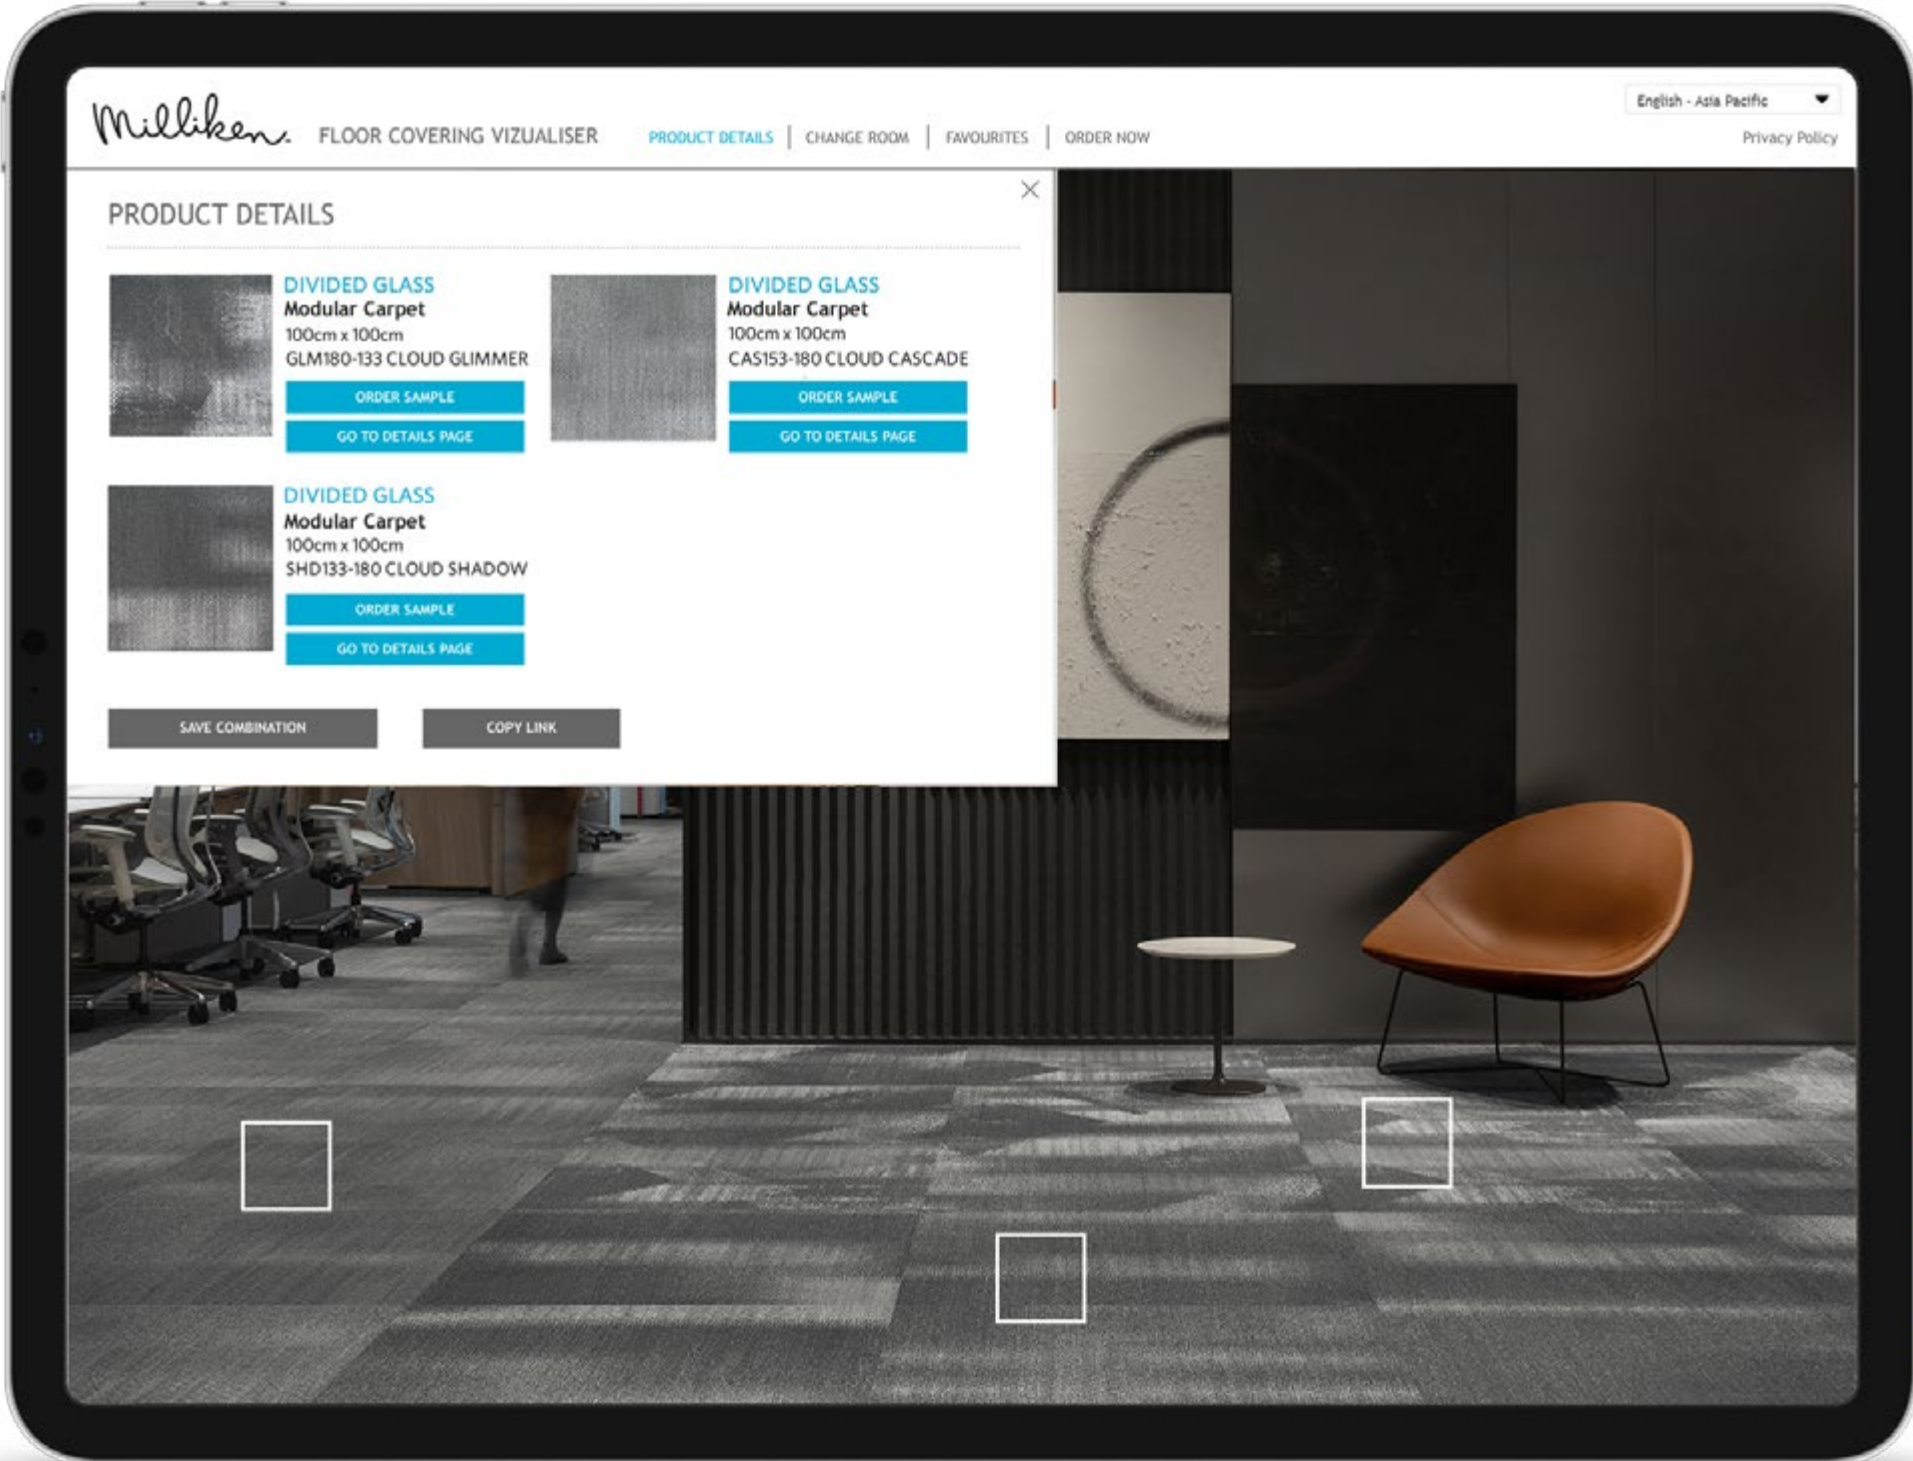 Milliken.
FLOOR COVERING VIZUALISER
PRODUCT DETAILS | CHANGE ROOM | FAVOURITES | ORDER NOW
English - Asia Pacific
Privacy Policy
PRODUCT DETAILS
DIVIDED GLASS
Modular Carpet
100cm x 100cm
GLM180-133 CLOUD GLIMMER
ORDER SAMPLE
GO TO DETAILS PAGE
DIVIDED GLASS
Modular Carpet
100cm x 100cm
CAS153-180 CLOUD CASCADE
ORDER SAMPLE
GO TO DETAILS PAGE
DIVIDED GLASS
Modular Carpet
100cm x 100cm
SHD133-180 CLOUD SHADOW
ORDER SAMPLE
GO TO DETAILS PAGE
SAVE COMBINATION
COPY LINK